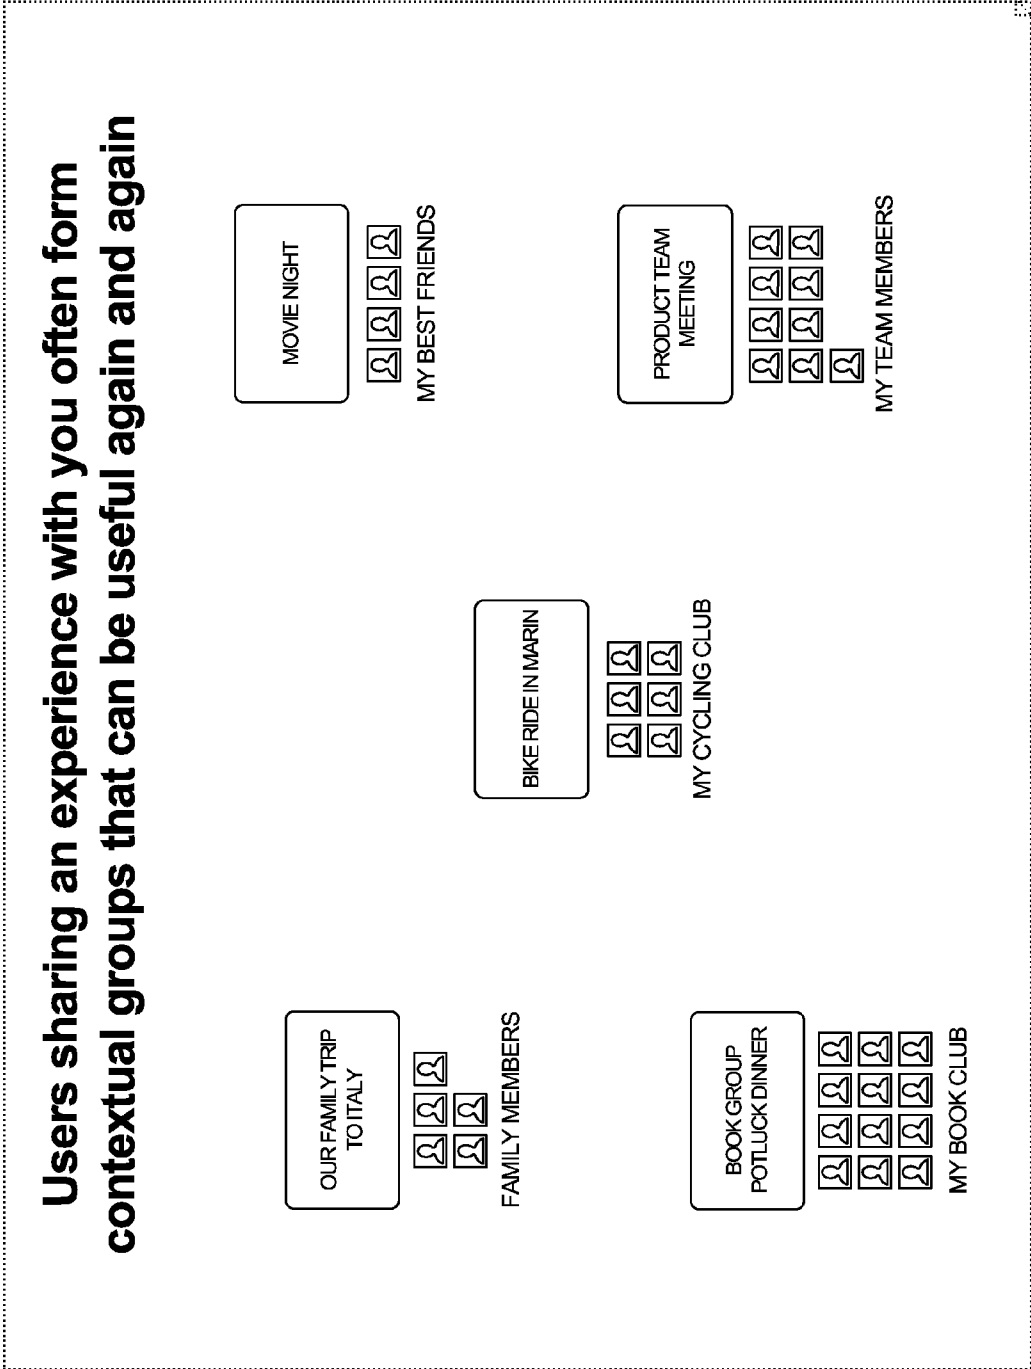 Users sharing an experience with you often form
contextual groups that can be useful again and again
OUR FAMILY TRIP
TO ITALY
FAMILY MEMBERS
BOOK GROUP
POTLUCK DINNER
MY BOOK CLUB
BIKE RIDE IN MARIN
MY CYCLING CLUB
MOVIE NIGHT
MY BEST FRIENDS
PRODUCT TEAM
MEETING
MY TEAM MEMBERS